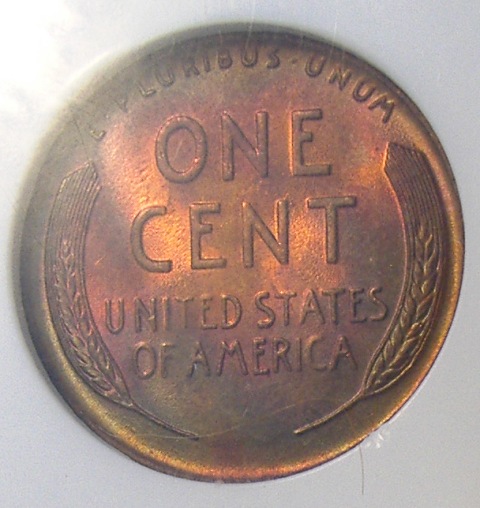 E·PLURIBUS·UNUM
ONE
CENT
UNITED STATES
OF AMERICA